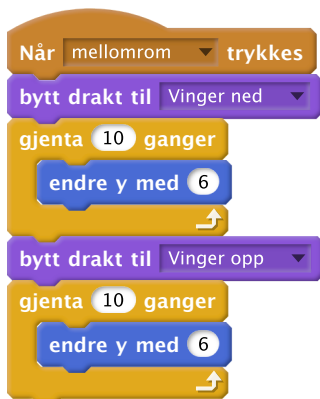 Når mellomrom trykkes
bytt drakt til Vinger ned
gjenta 10 ganger
endre y med 6
bytt drakt til Vinger opp
gjenta 10 ganger
endre y med 6